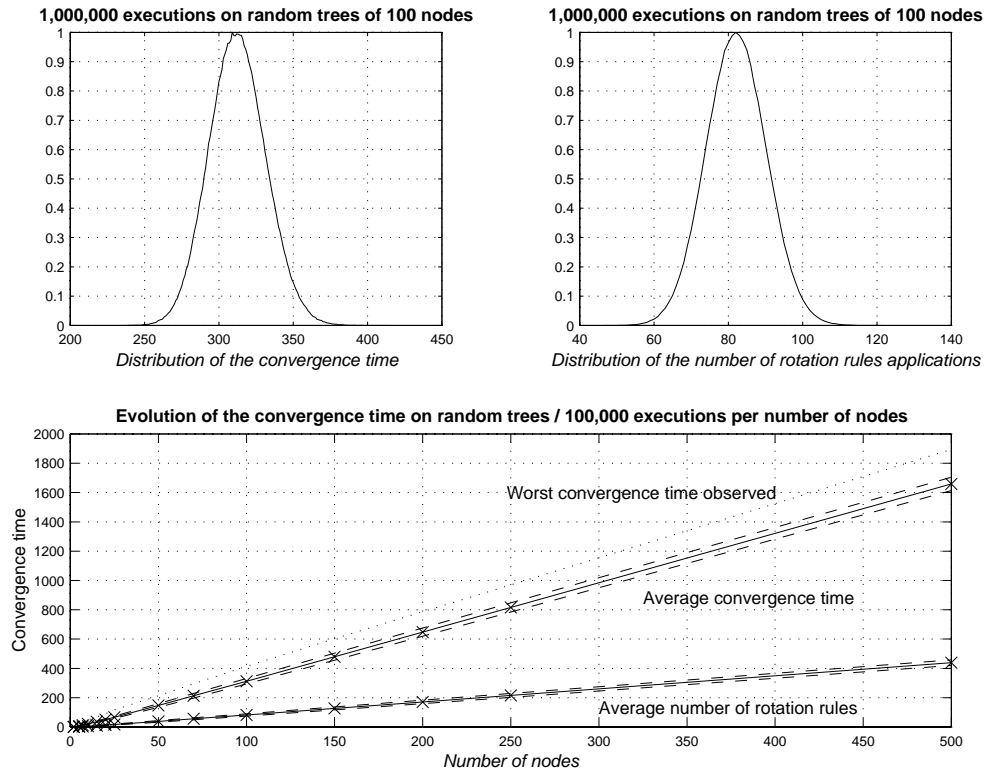 1,000,000 executions on random trees of 100 nodes
1
0.9
0.8
0.7
0.6
0.5
0.4
0.3
0.2
0.1
0
200 250 300 350 400 450
Distribution of the convergence time
1,000,000 executions on random trees of 100 nodes
1
0.9
0.8
0.7
0.6
0.5
0.4
0.3
0.2
0.1
0
40 60 80 100 120 140
Distribution of the number of rotation rules applications
Evolution of the convergence time on random trees / 100,000 executions per number of nodes
Convergence time
2000
1800
1600
1400
1200
1000
800
600
400
200
0
Worst convergence time observed
Average convergence time
Average number of rotation rules
0 50 100 150 200 250 300 350 400 450 500
Number of nodes